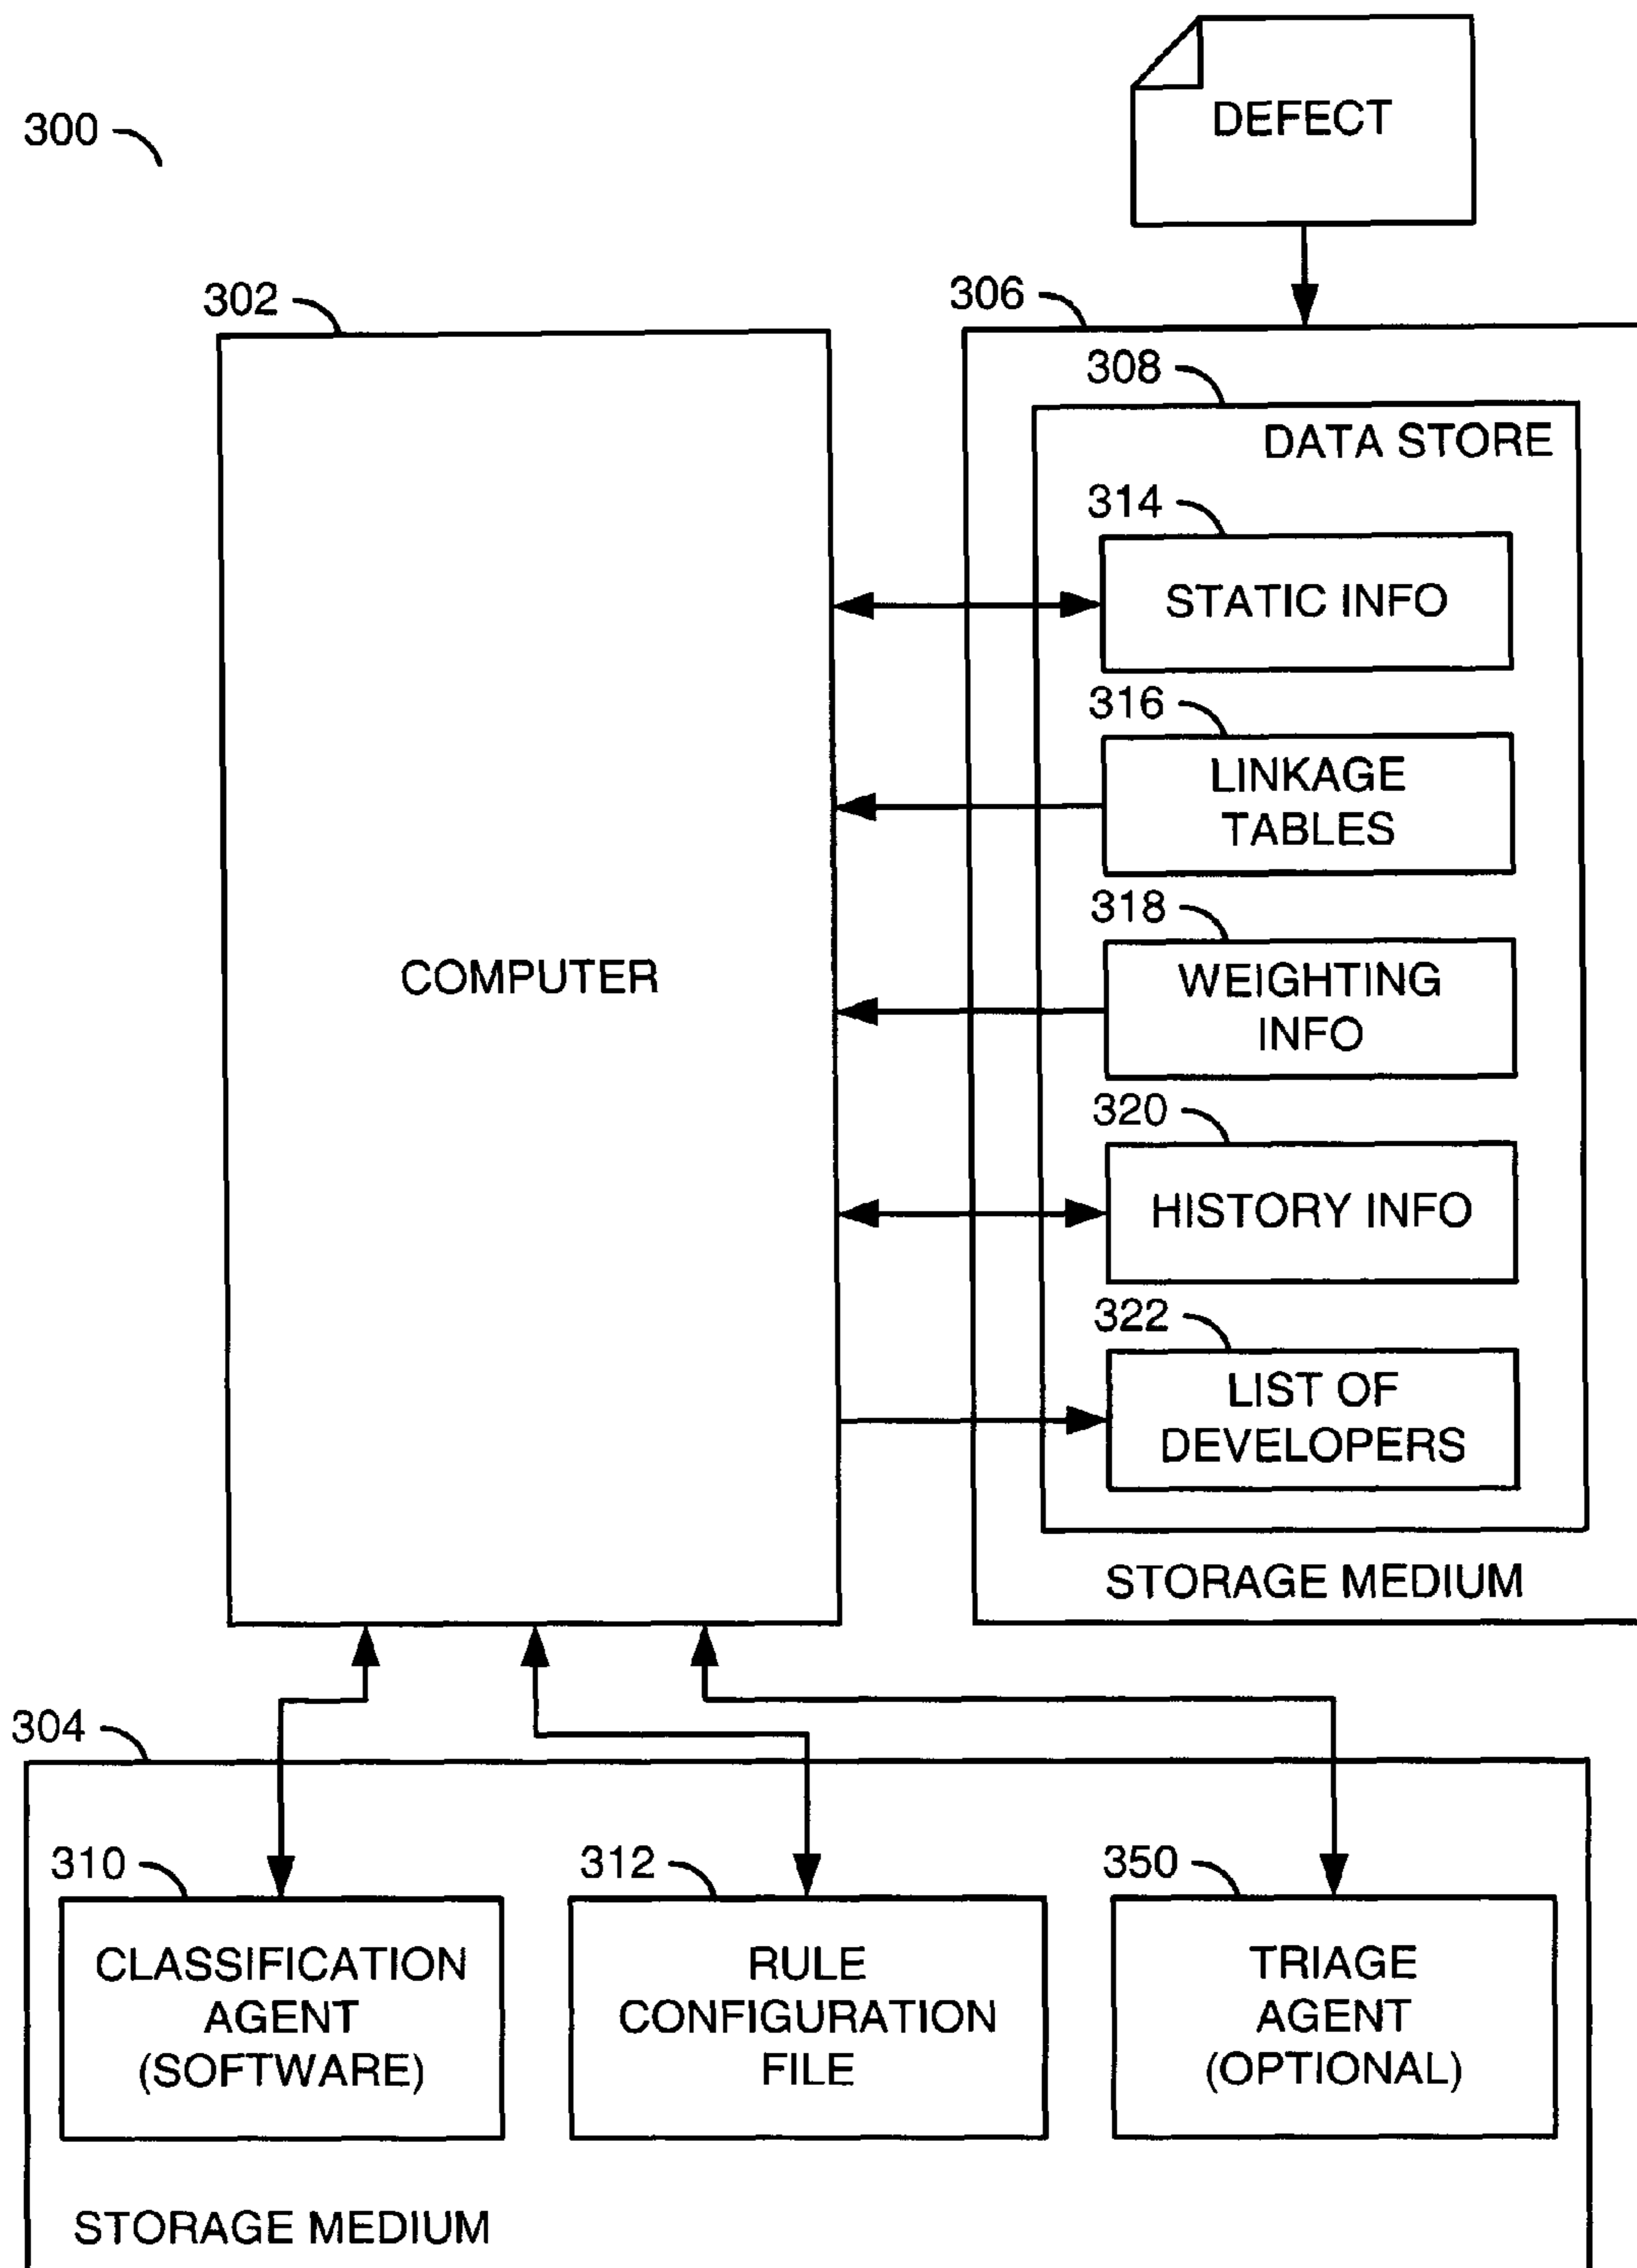 DEFECT
300
302
306
308
DATA STORE
314
STATIC INFO
316
LINKAGE
TABLES
318
COMPUTER
WEIGHTING
INFO
320
HISTORY INFO
322
LIST OF
DEVELOPERS
STORAGE MEDIUM
304
310
312
350
CLASSIFICATION
AGENT
(SOFTWARE)
RULE
CONFIGURATION
FILE
TRIAGE
AGENT
(OPTIONAL)
STORAGE MEDIUM